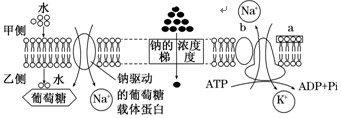 水
甲侧
乙侧
水
葡萄糖
Na⁺
钠驱动
的葡萄糖
载体蛋白
钠的 浓度
梯 度
Na⁺
b
a
ATP
ADP+Pi
K⁺